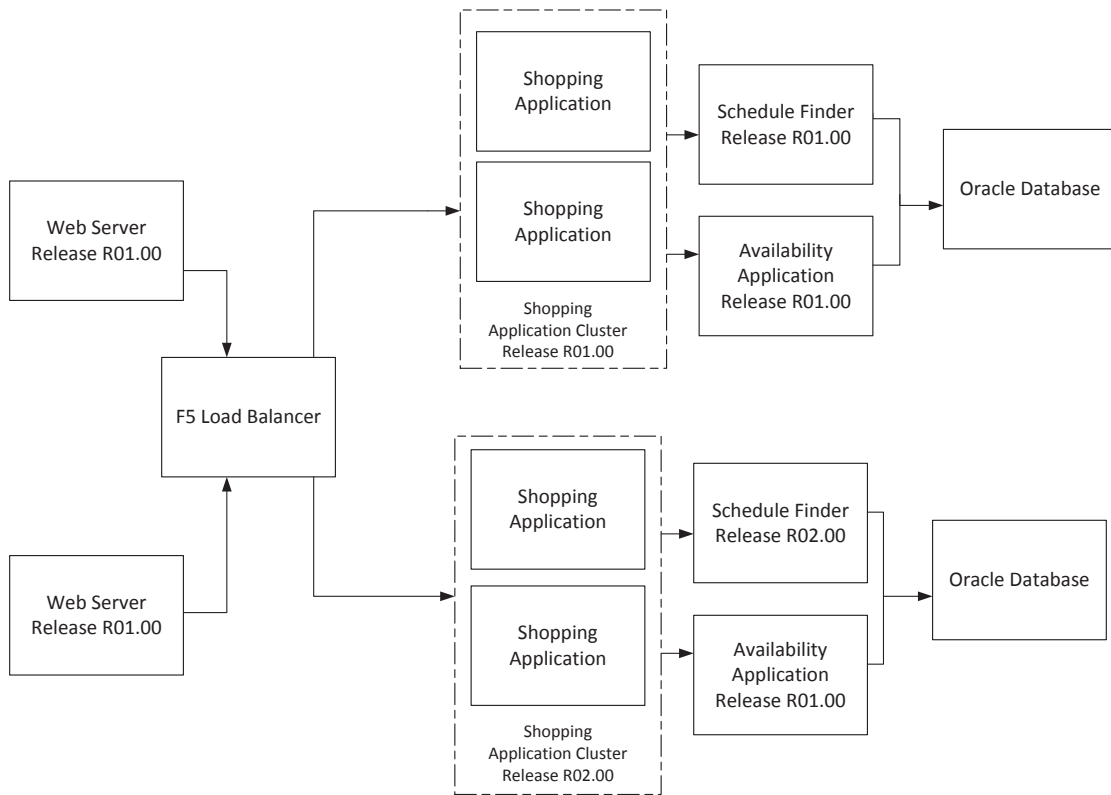 Web Server
Release R01.00
Web Server
Release R01.00
F5 Load Balancer
Shopping
Application
Shopping
Application
Shopping
Application Cluster
Release R01.00
Schedule Finder
Release R01.00
Availability
Application
Release R01.00
Oracle Database
Shopping
Application
Shopping
Application
Shopping
Application Cluster
Release R02.00
Schedule Finder
Release R02.00
Availability
Application
Release R01.00
Oracle Database